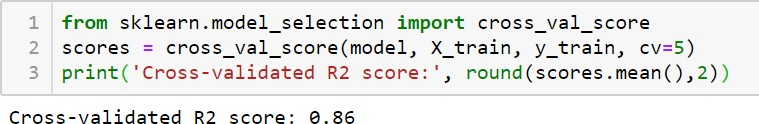 1 from sklearn.model_selection import cross_val_score
2 scores = cross_val_score(model, X_train, y_train, cv=5)
3 print('Cross-validated R2 score:', round(scores.mean(),2))
Cross-validated R2 score: 0.86